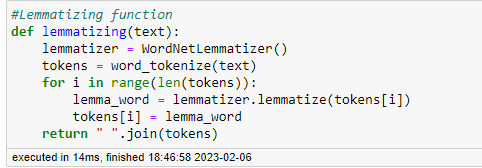 #Lemmatizing function
def lemmatizing(text):
    lemmatizer = WordNetLemmatizer()
    tokens = word_tokenize(text)
    for i in range(len(tokens)):
        lemma_word = lemmatizer.lemmatize(tokens[i])
        tokens[i] = lemma_word
    return " ".join(tokens)
executed in 14ms, finished 18:46:58 2023-02-06